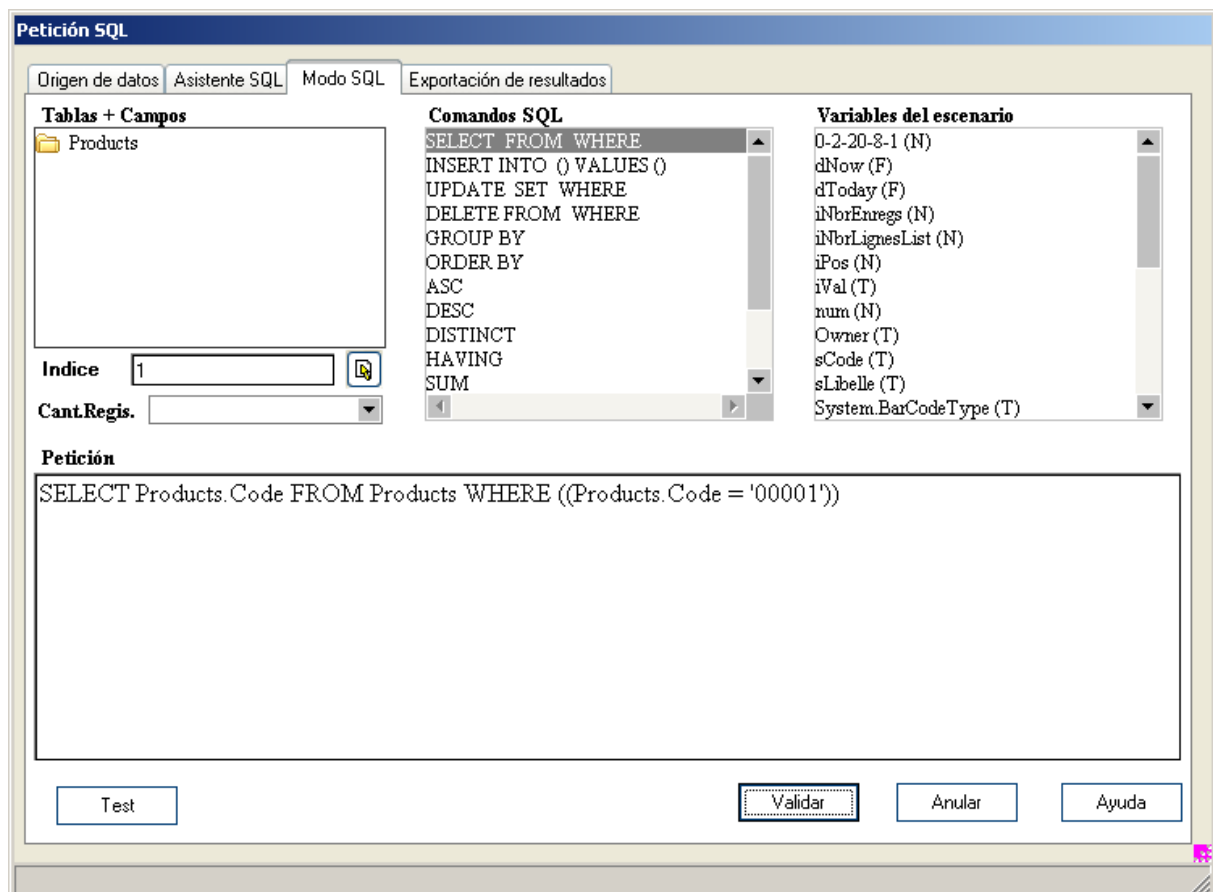 Petición SQL
Origen de datos
Asistente SQL
Modo SQL
Exportación de resultados
Tablas + Campos
Products
Indice
1
Cant.Regis.
Comandos SQL
SELECT FROM WHERE
INSERT INTO () VALUES ()
UPDATE SET WHERE
DELETE FROM WHERE
GROUP BY
ORDER BY
ASC
DESC
DISTINCT
HAVING
SUM
Variables del escenario
0-2-20-8-1 (N)
dNow (F)
dToday (F)
iNbrEnregs (N)
iNbrLignesList (N)
iPos (N)
iVal (T)
num (N)
Owner (T)
sCode (T)
sLibelle (T)
System.BarCodeType (T)
Petición
SELECT Products.Code FROM Products WHERE ((Products.Code = '00001'))
Test
Validar
Anular
Ayuda